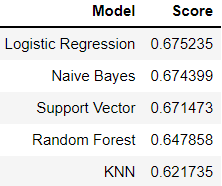 Model Score
Logistic Regression 0.675235
Naive Bayes 0.674399
Support Vector 0.671473
Random Forest 0.647858
KNN 0.621735